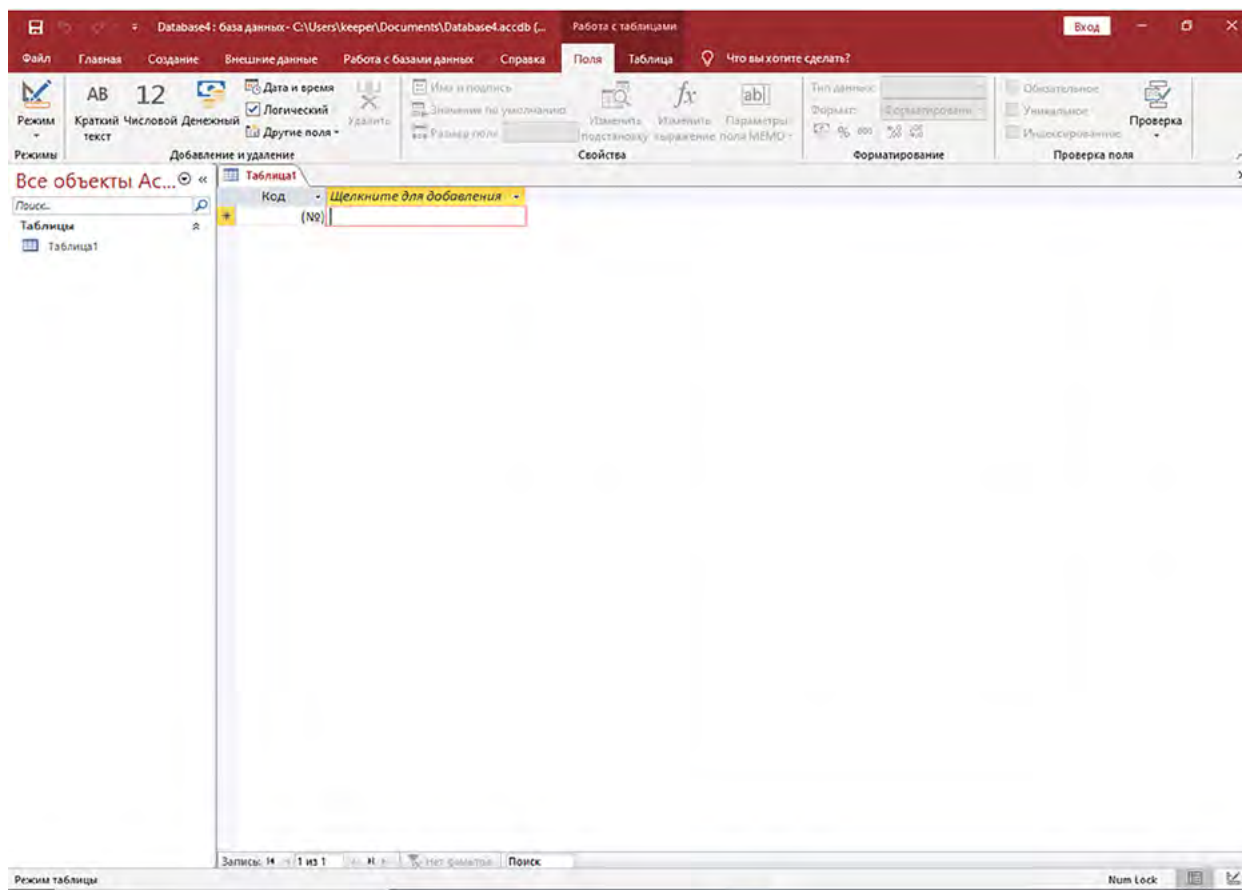 Database4 : база данных- C:\Users\keeper\Documents\Database4.accdb (... Работа с таблицами Вход
Файл Главная Создание Внешние данные Работа с базами данных Справка Поля Таблица Что вы хотите сделать?
Режим
АВ Краткий текст
12 Числовой
Денежный
Дата и время
Логический
Другие поля
Удалить
Имя и подпись
Значение по умолчанию
Размер поля
Изменить подстановку
fx Изменить выражение
ab Параметры поля МЕМО
Тип данных:
Формат: Форматирование
% 000
Обязательное
Уникальное
Индексированное
Проверка
Режимы Добавление и удаление Свойства Форматирование Проверка поля
Все объекты Ac... «
Поиск...
Таблицы
Таблица1
Таблица1
Код Щелкните для добавления
* (№)
Запись: 1 из 1 Нет фильтра Поиск
Режим таблицы Num Lock